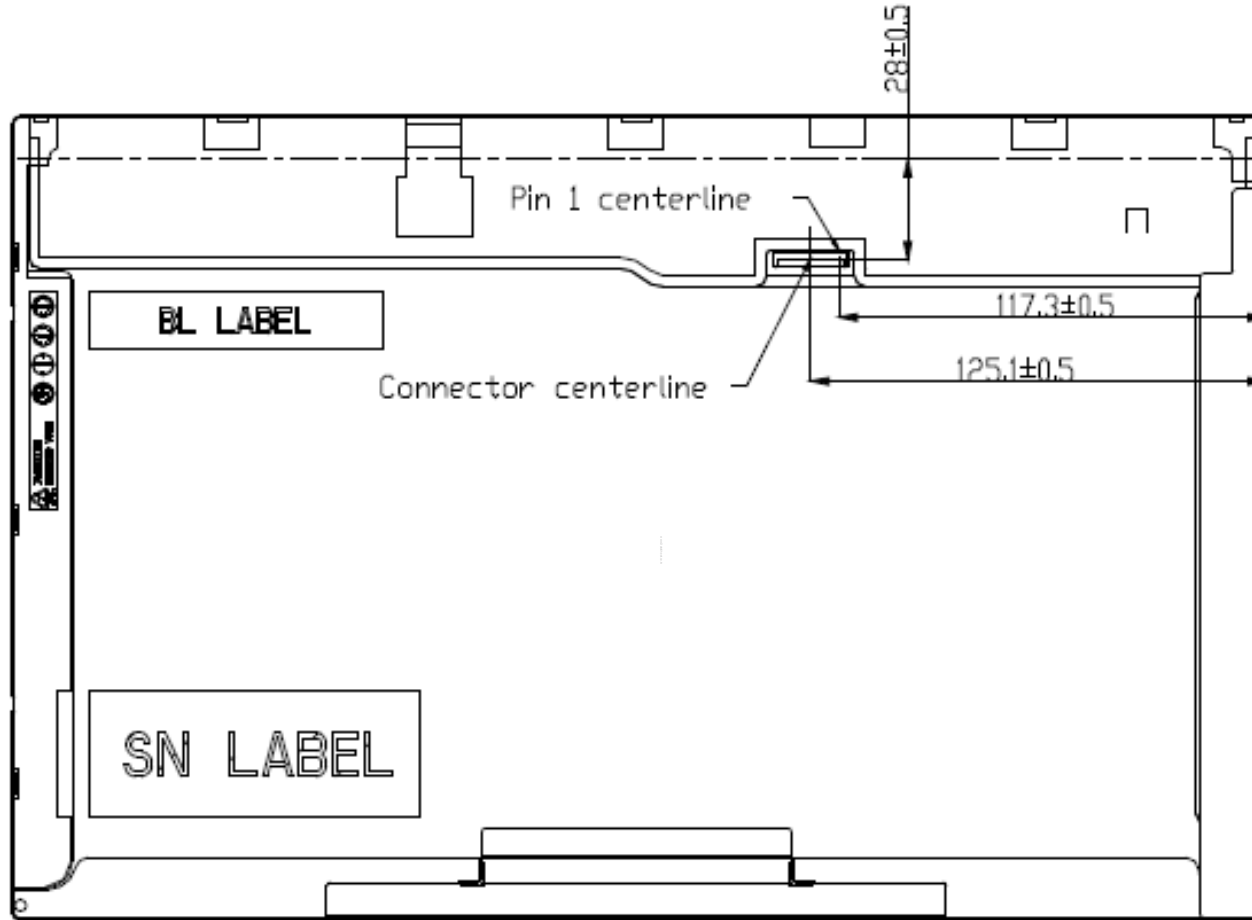 28±0.5
Pin 1 centerline
117.3±0.5
BL LABEL
125.1±0.5
Connector centerline
SN LABEL